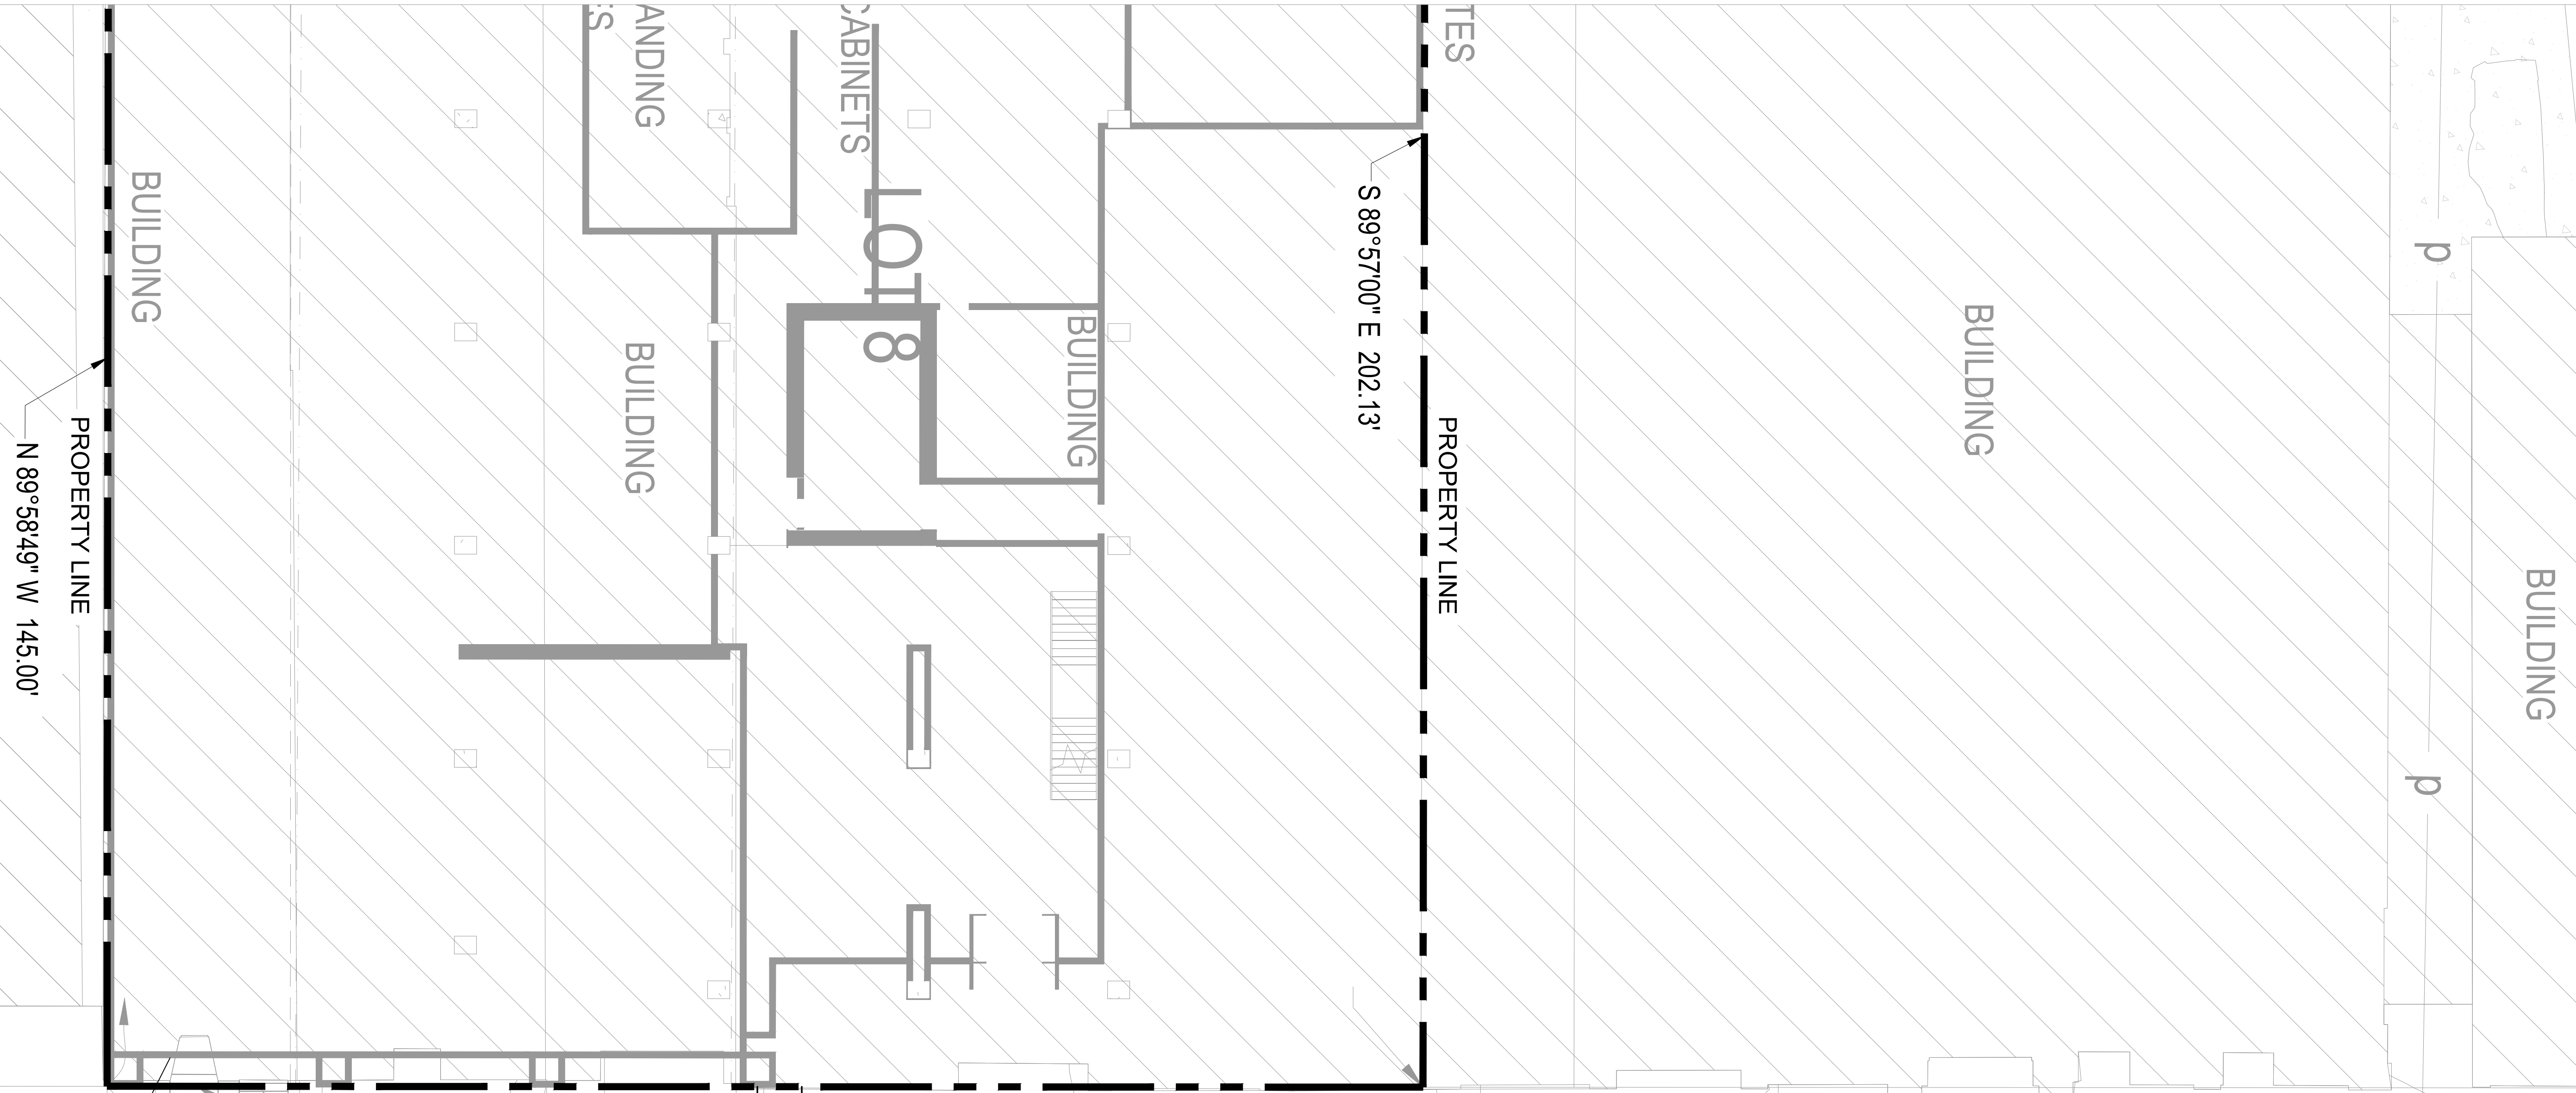 ES
ANDING
CABINETS
TES
BUILDING
LOT 8
S 89°57'00" E 202.13'
p
BUILDING
BUILDING
BUILDING
PROPERTY LINE
PROPERTY LINE
N 89°58'49" W 145.00'
BUILDING
p